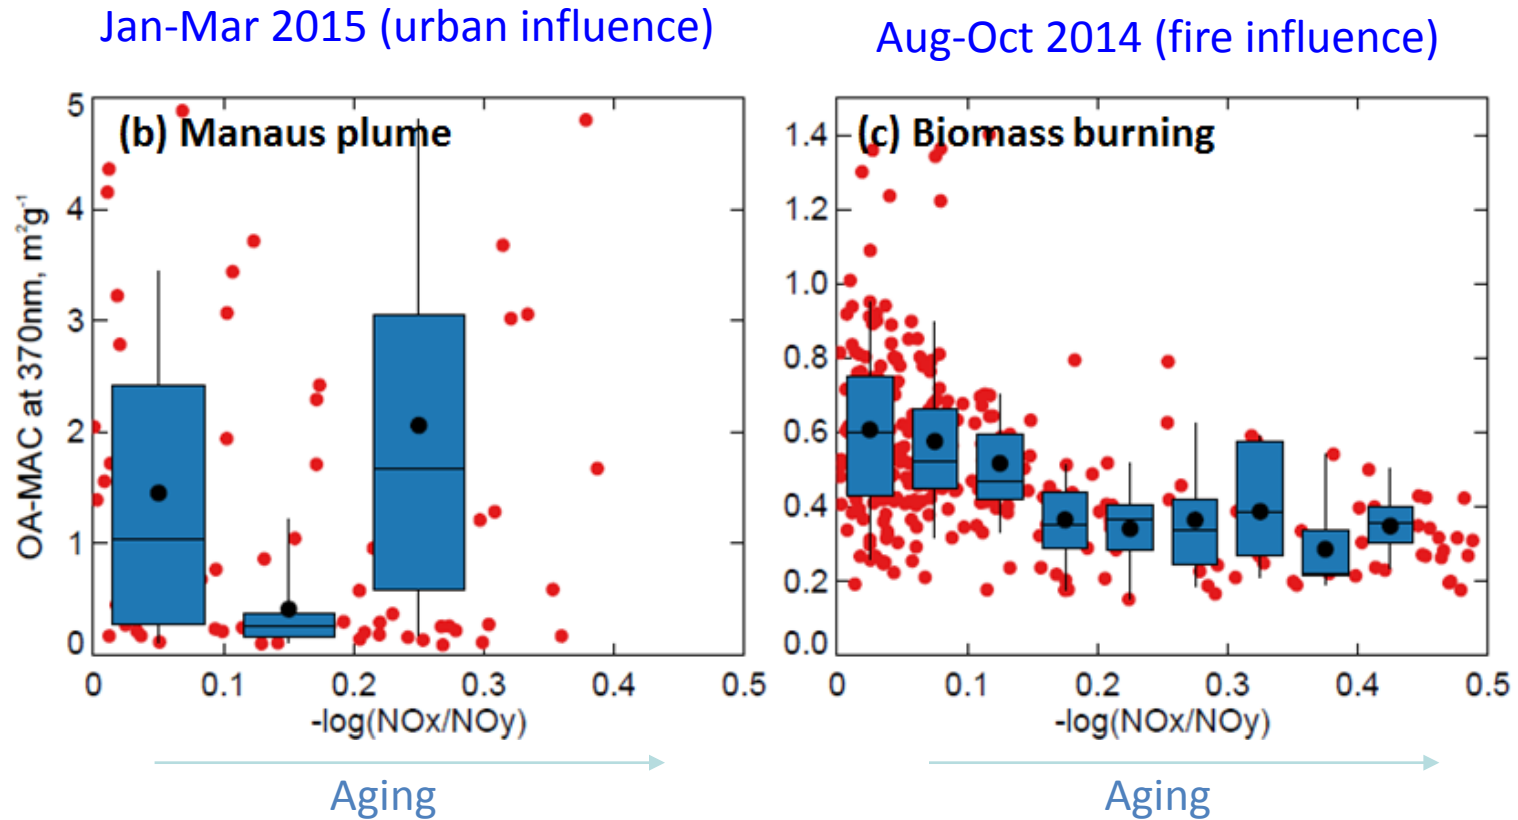 Jan-Mar 2015 (urban influence)
Aug-Oct 2014 (fire influence)
(b) Manaus plume
OA-MAC at 370nm, m²g⁻¹
5
4
3
2
1
0
0 0.1 0.2 0.3 0.4 0.5
-log(NOx/NOy)
Aging
(c) Biomass burning
1.4
1.2
1.0
0.8
0.6
0.4
0.2
0.0
0 0.1 0.2 0.3 0.4 0.5
-log(NOx/NOy)
Aging